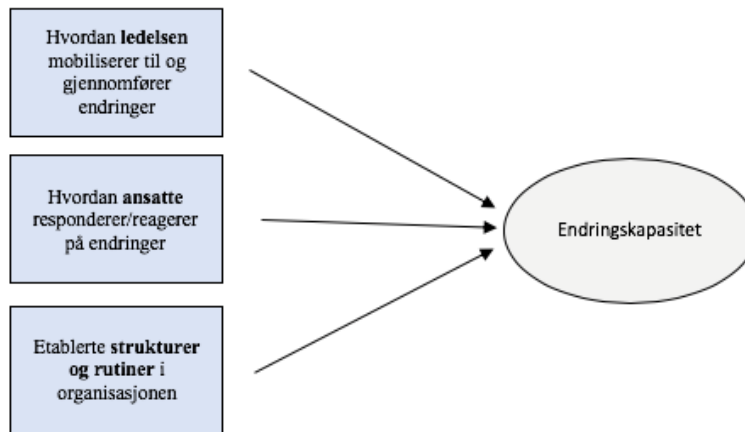 Hvordan ledelsen
mobiliserer til og
gjennomfører
endringer
Hvordan ansatte
responderer/reagerer
på endringer
Etablerte strukturer
og rutiner i
organisasjonen
Endringskapasitet